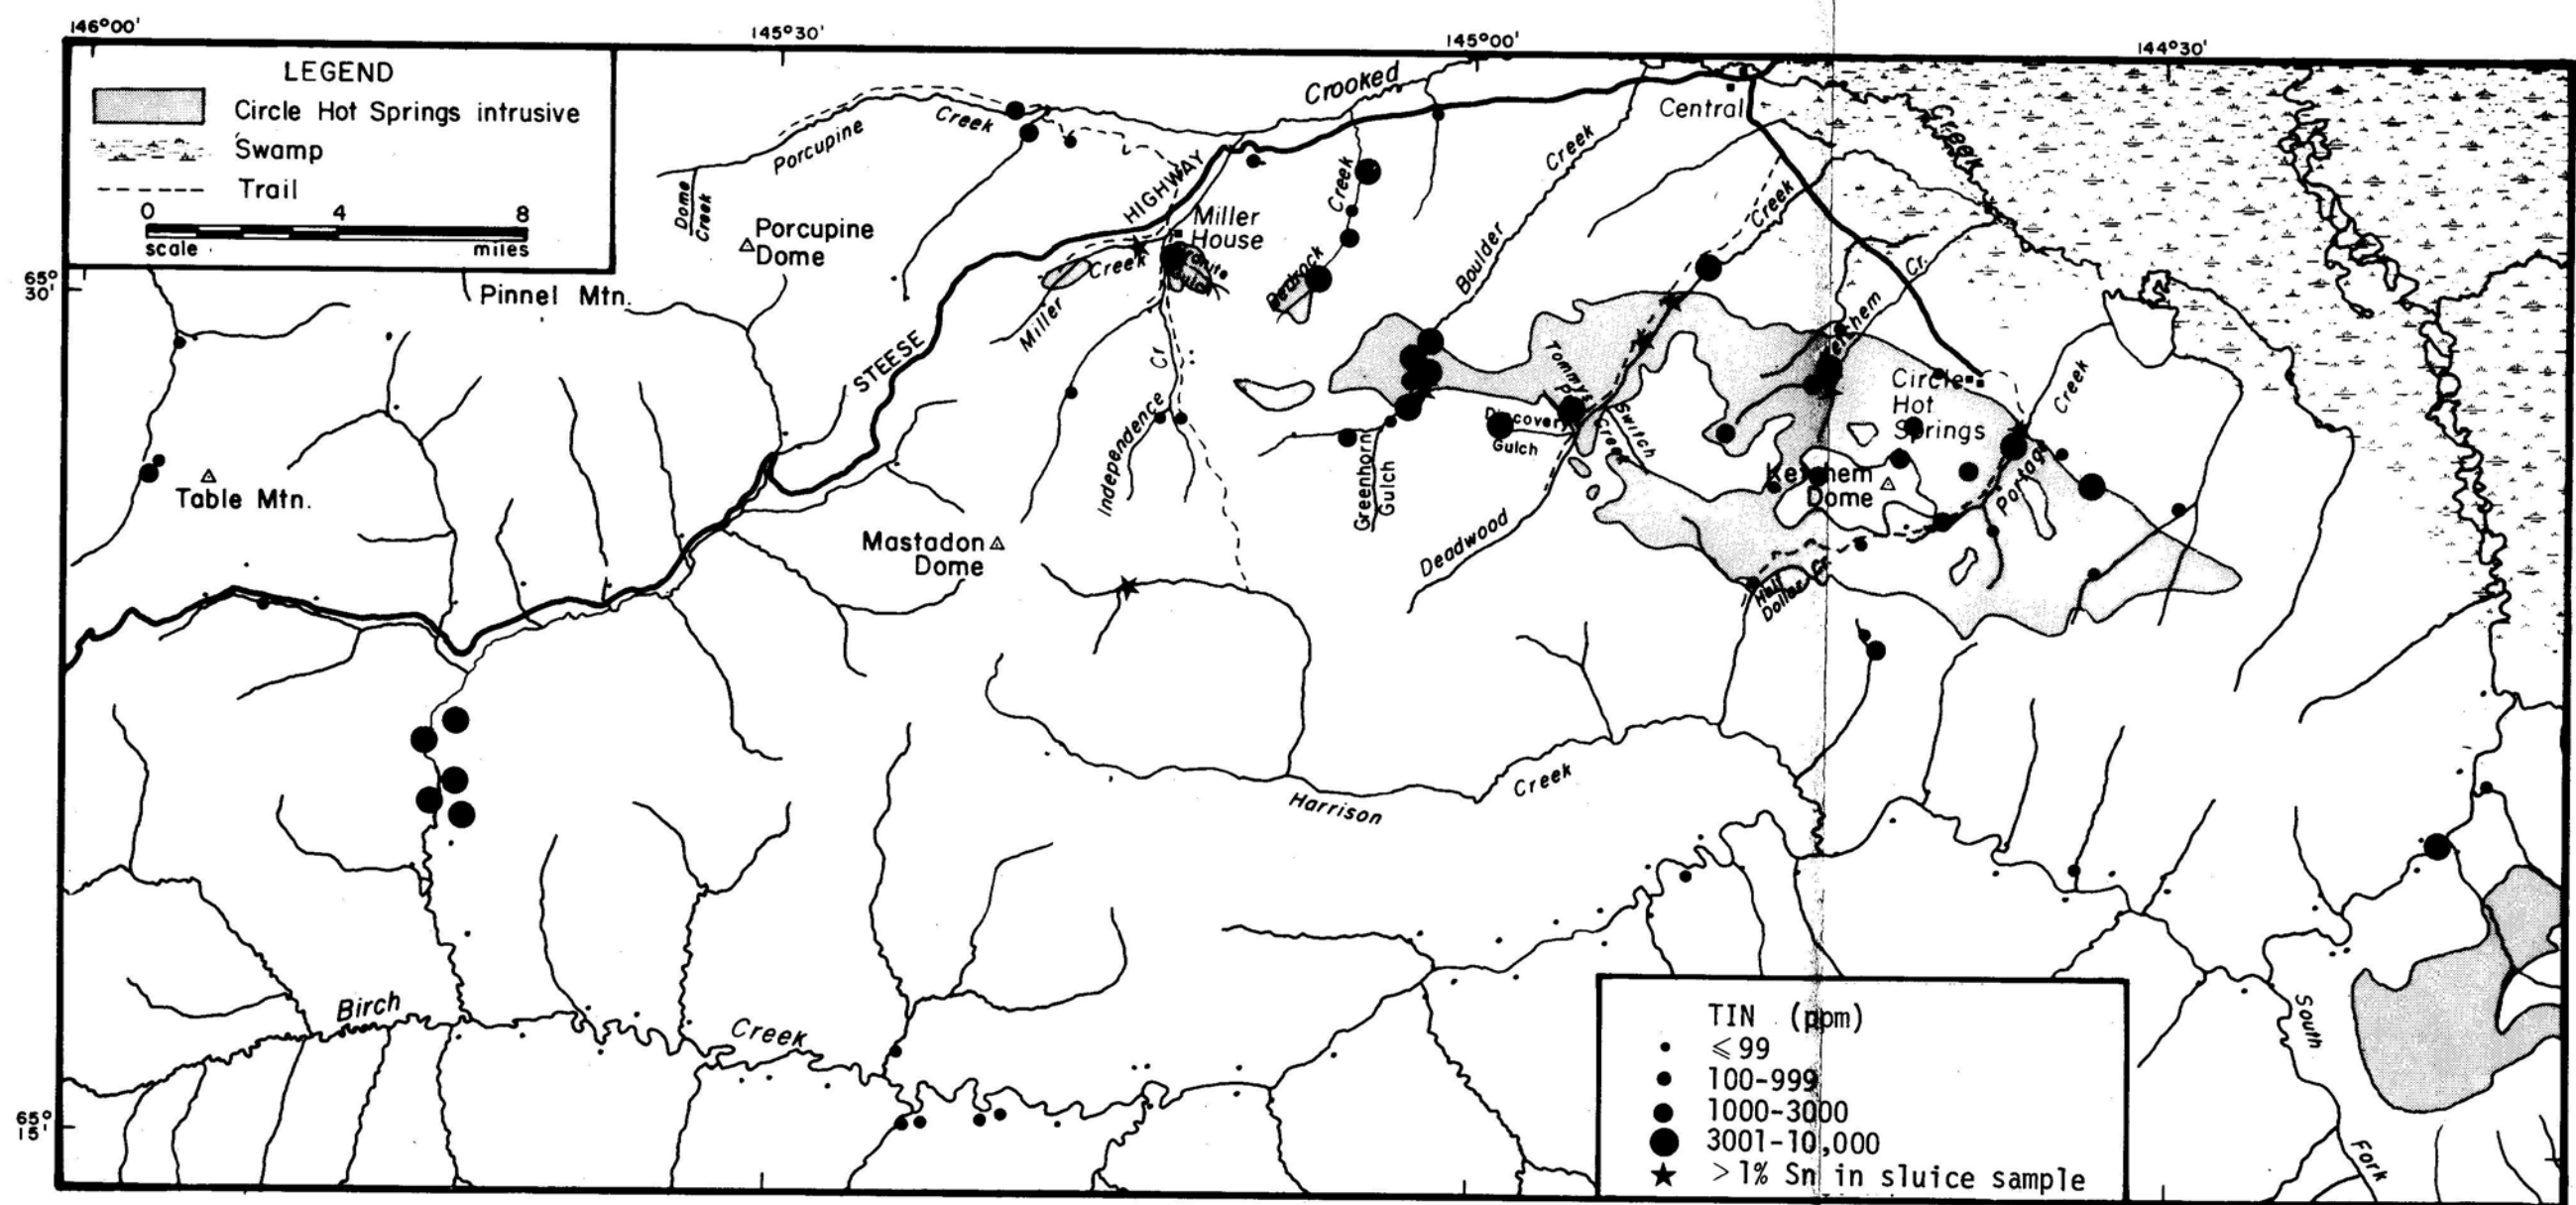 146°00'
145°30'
145°00'
144°30'
LEGEND
Circle Hot Springs intrusive
Swamp
Trail
0 4 8
scale miles
65°
30'
65°
15'
Crooked
Creek
Central
Porcupine
Creek
Dome
Creek
Porcupine
Dome
Pinnel Mtn.
STEESE
HIGHWAY
Miller
House
Miller
Creek
Creek
Boulder
Creek
Creek
Cr.
Independence
Cr
Greenhorn
Gulch
Discovery
Gulch
Tommys
Creek
Switch
Deadwood
Circle
Hot
Springs
Dome
Portage
Creek
Half
Dollar Cr.
Table Mtn.
Mastadon
Dome
Harrison
Creek
Birch
Creek
South
Fork
TIN (ppm)
≤99
100-999
1000-3000
3001-10,000
>1% Sn in sluice sample